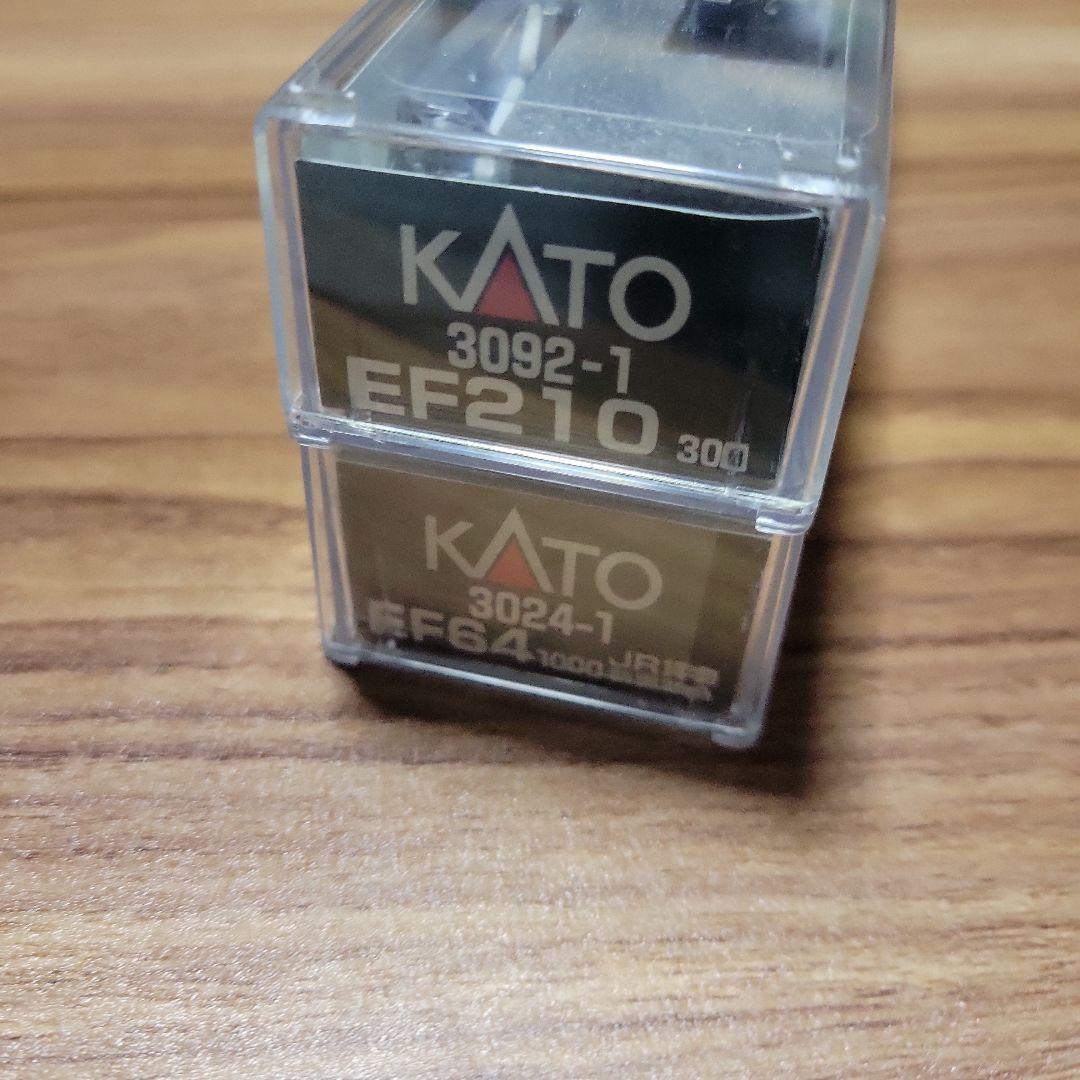 KATO
3092-1
EF210 300
KATO
3024-1
EF64 1000 JR貨物